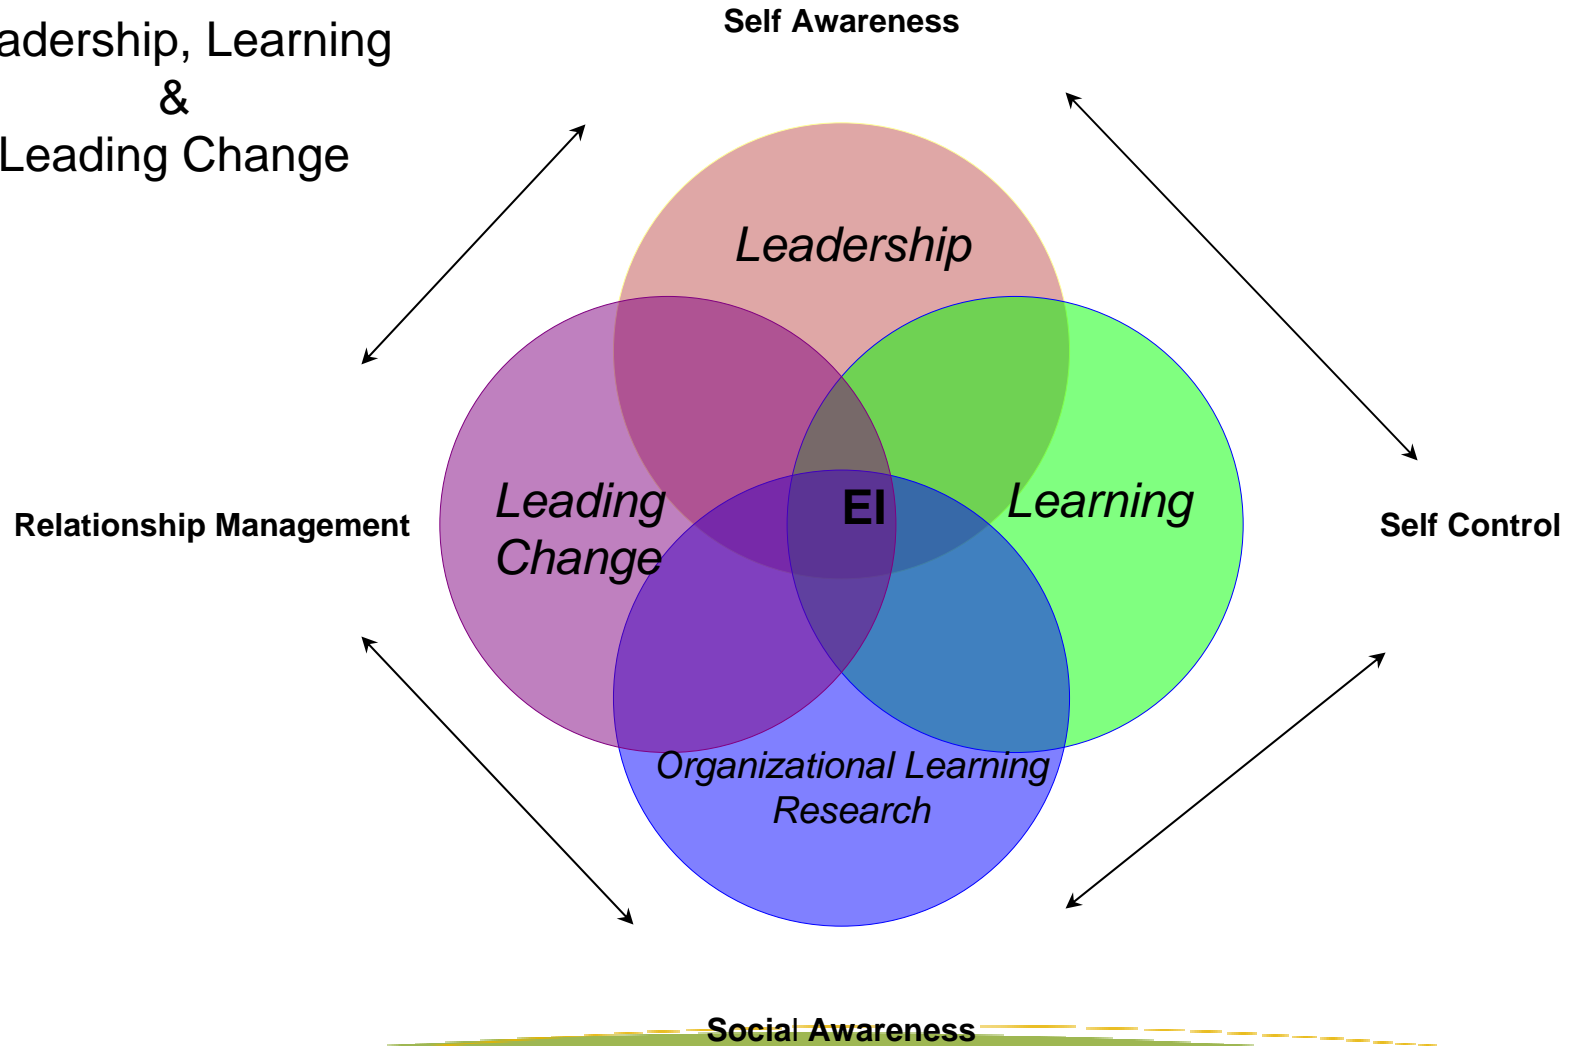 adership, Learning
&
Leading Change
Self Awareness
Leadership
Leading
Change
EI
Learning
Relationship Management
Self Control
Organizational Learning
Research
Social Awareness